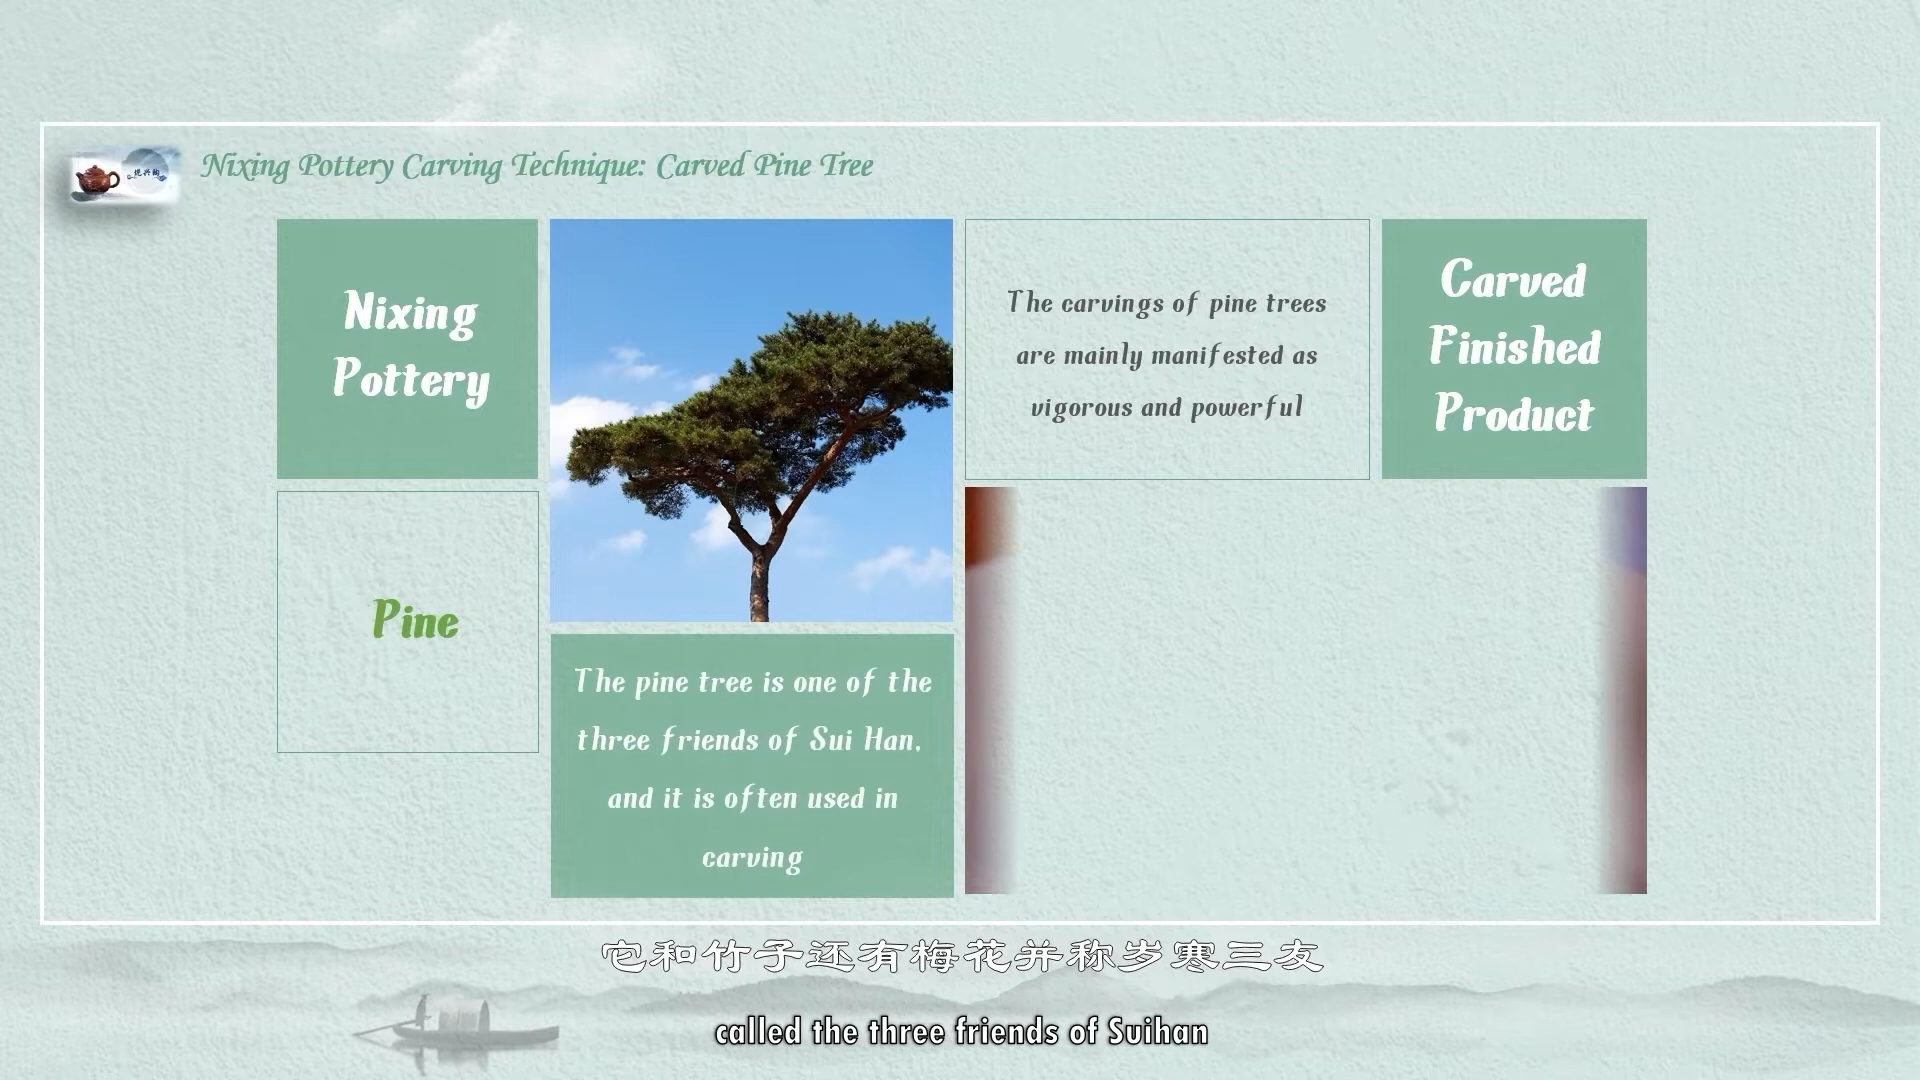 Nixing Pottery Carving Technique: Carved Pine Tree
坭兴陶
Nixing
Pottery
Pine
The pine tree is one of the
three friends of Sui Han,
and it is often used in
carving
The carvings of pine trees
are mainly manifested as
vigorous and powerful
Carved
Finished
Product
它和竹子还有梅花并称岁寒三友
called the three friends of Suihan